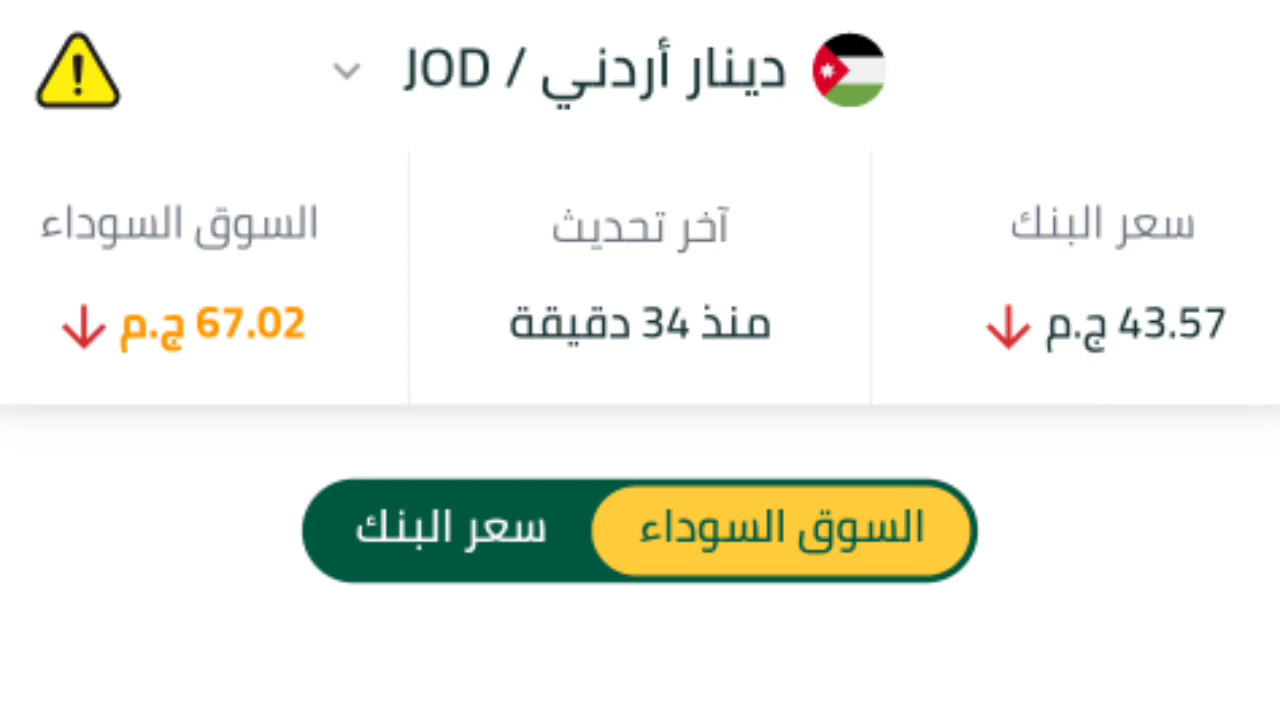 دينار أردني / JOD
سعر البنك
43.57 ج.م
آخر تحديث
منذ 34 دقيقة
السوق السوداء
67.02 ج.م
السوق السوداء
سعر البنك